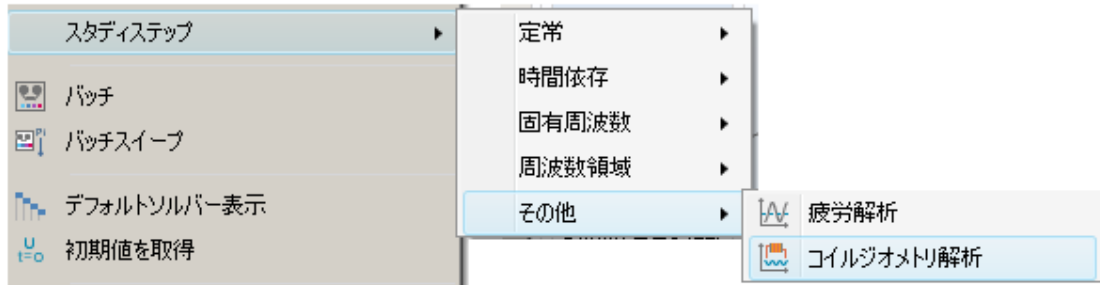 スタディステップ
バッチ
バッチスイープ
デフォルトソルバー表示
初期値を取得
定常
時間依存
固有周波数
周波数領域
その他
疲労解析
コイルジオメトリ解析